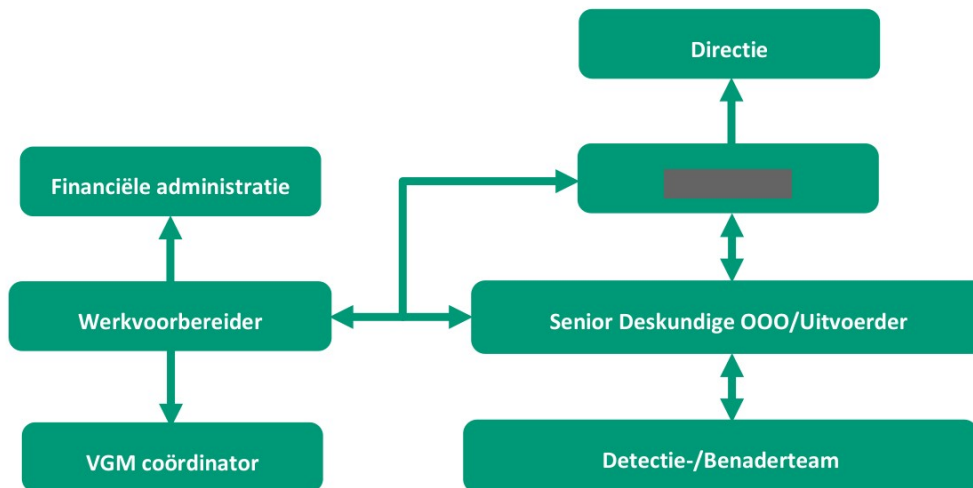 Directie
Financiële administratie
Werkvoorbereider
Senior Deskundige OOO/Uitvoerder
VGM coördinator
Detectie-/Benaderteam